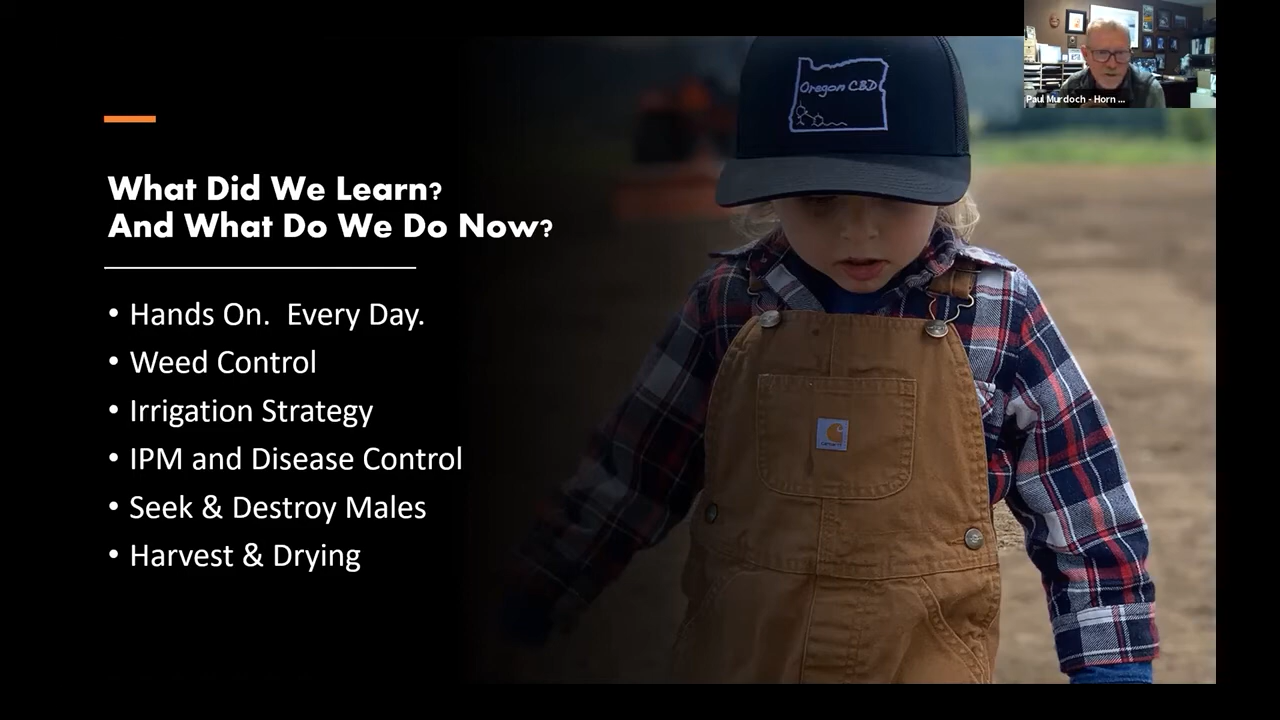 Paul Murdoch - Horn ...
Oregon CBD
What Did We Learn?
And What Do We Do Now?
• Hands On.  Every Day.
• Weed Control
• Irrigation Strategy
• IPM and Disease Control
• Seek & Destroy Males
• Harvest & Drying
carhartt